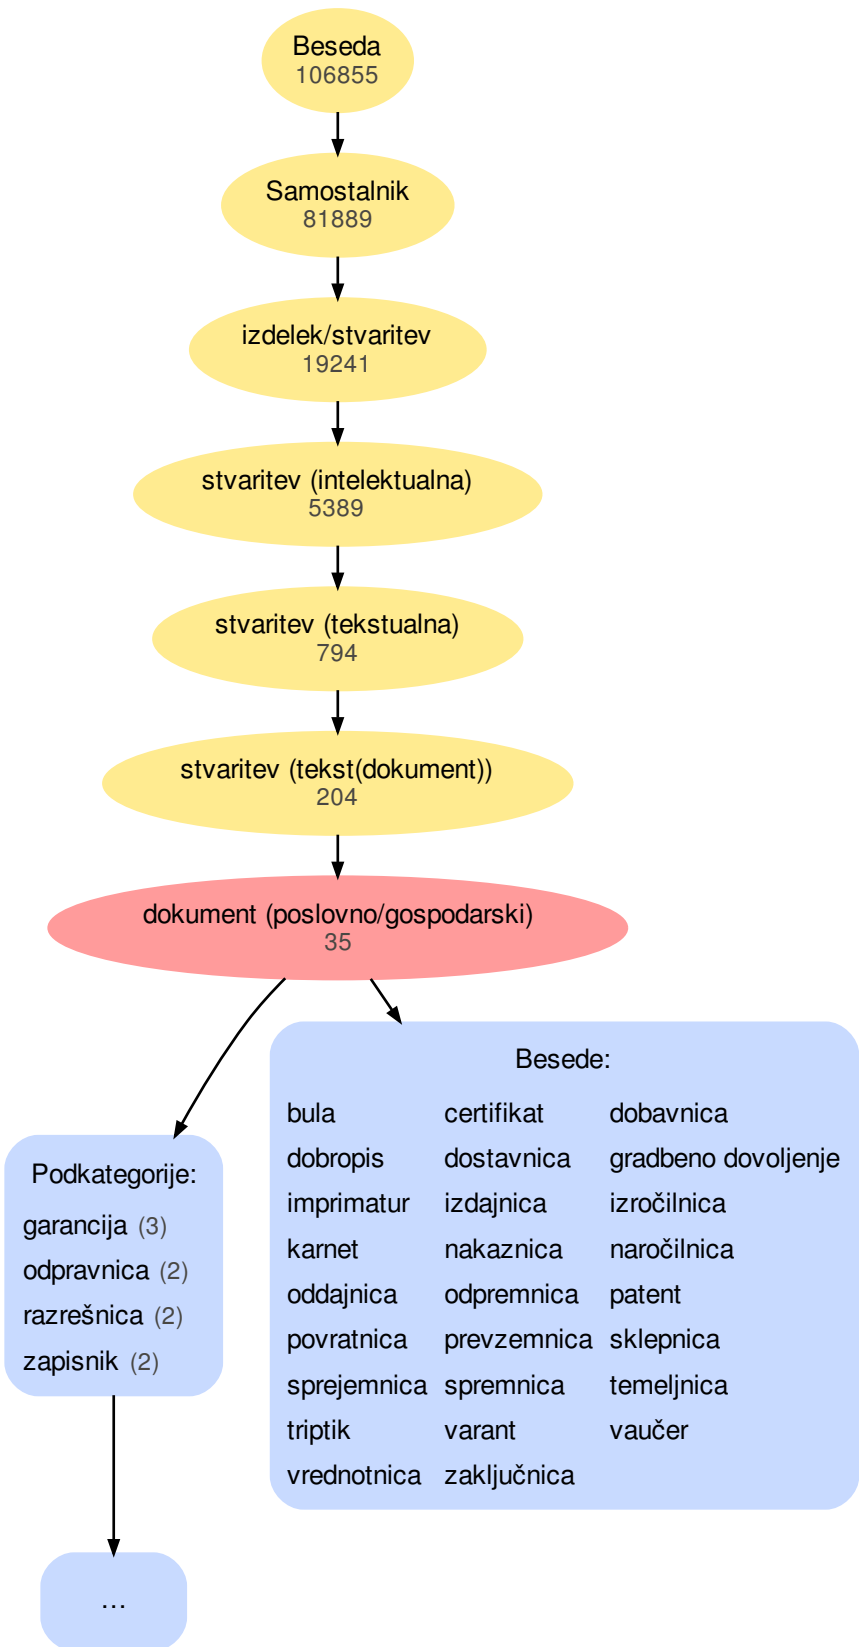 Beseda
106855
Samostalnik
81889
izdelek/stvaritev
19241
stvaritev (intelektualna)
5389
stvaritev (tekstualna)
794
stvaritev (tekst(dokument))
204
dokument (poslovno/gospodarski)
35
Podkategorije:
garancija (3)
odpravnica (2)
razrešnica (2)
zapisnik (2)
...
Besede:
bula certifikat dobavnica
dobropis dostavnica gradbeno dovoljenje
imprimatur izdajnica izročilnica
karnet nakaznica naročilnica
oddajnica odpremnica patent
povratnica prevzemnica sklepnica
sprejemnica spremnica temeljnica
triptik varant vaučer
vrednotnica zaključnica